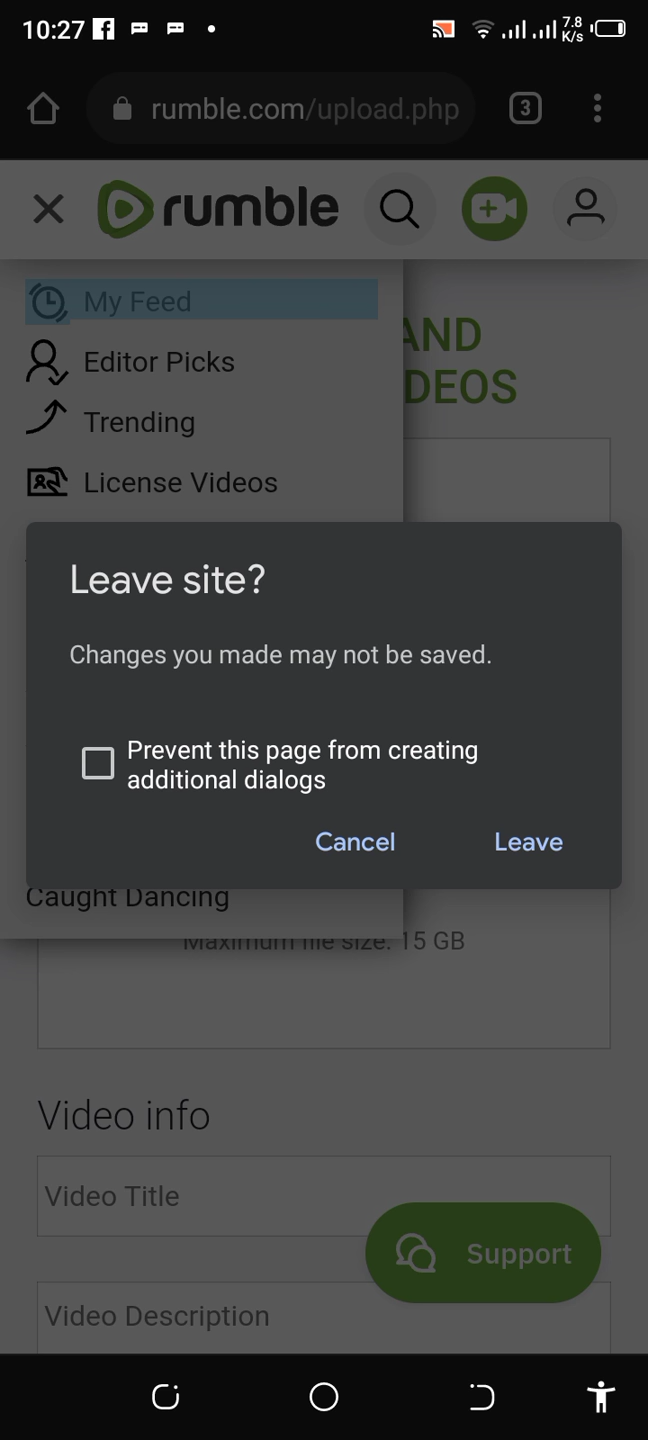 10:27
7.8
K/s
rumble.com/upload.php
3
rumble
My Feed
AND
Editor Picks
DEOS
Trending
License Videos
Leave site?
Changes you made may not be saved.
Prevent this page from creating
additional dialogs
Cancel
Leave
Caught Dancing
Maximum file size: 15 GB
Video info
Video Title
Support
Video Description